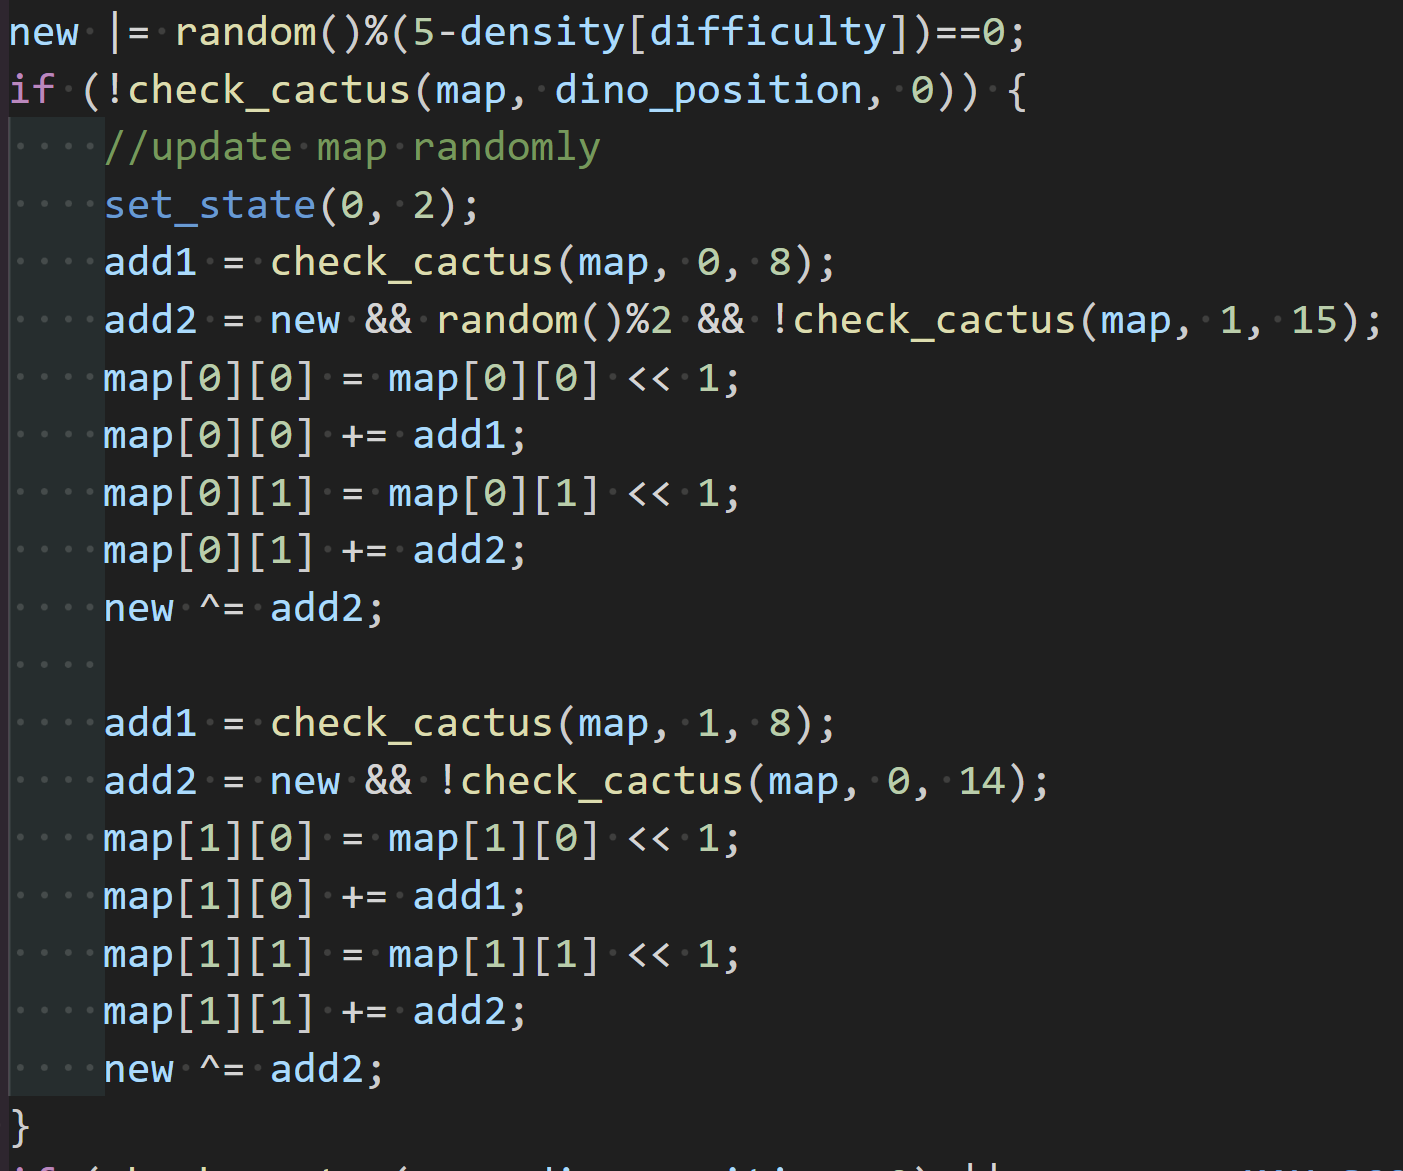 new |= random()%(5-density[difficulty])==0;
if (!check_cactus(map, dino_position, 0)) {
    //update map randomly
    set_state(0, 2);
    add1 = check_cactus(map, 0, 8);
    add2 = new && random()%2 && !check_cactus(map, 1, 15);
    map[0][0] = map[0][0] << 1;
    map[0][0] += add1;
    map[0][1] = map[0][1] << 1;
    map[0][1] += add2;
    new ^= add2;

    add1 = check_cactus(map, 1, 8);
    add2 = new && !check_cactus(map, 0, 14);
    map[1][0] = map[1][0] << 1;
    map[1][0] += add1;
    map[1][1] = map[1][1] << 1;
    map[1][1] += add2;
    new ^= add2;
}